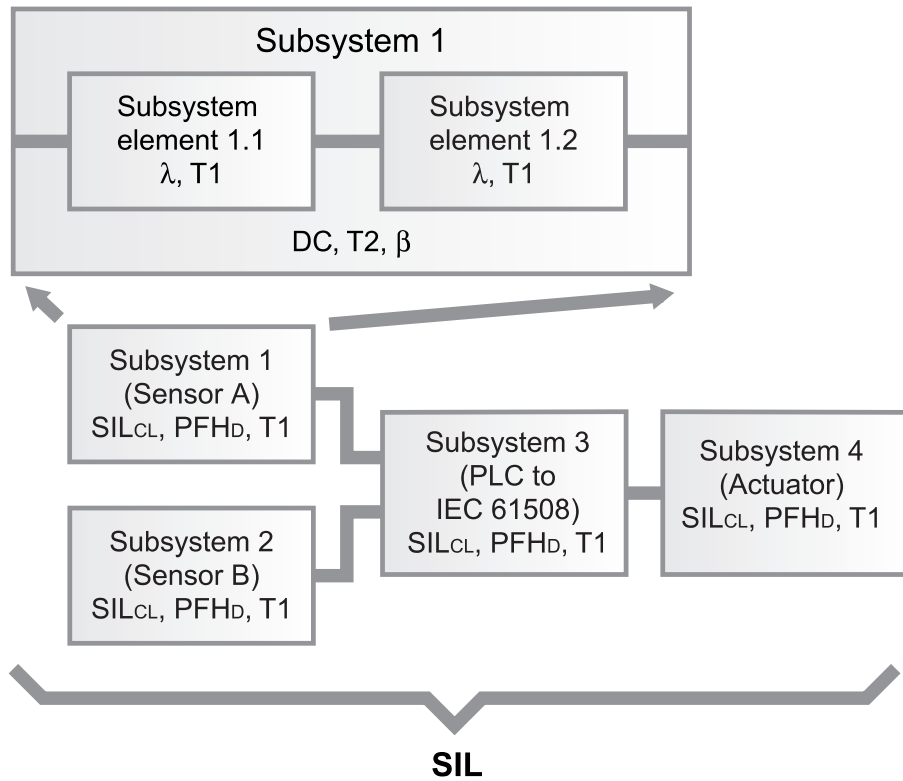 Subsystem 1
Subsystem
element 1.1
λ, T1
Subsystem
element 1.2
λ, T1
DC, T2, β
Subsystem 1
(Sensor A)
SILCL, PFHD, T1
Subsystem 2
(Sensor B)
SILCL, PFHD, T1
Subsystem 3
(PLC to
IEC 61508)
SILCL, PFHD, T1
Subsystem 4
(Actuator)
SILCL, PFHD, T1
SIL